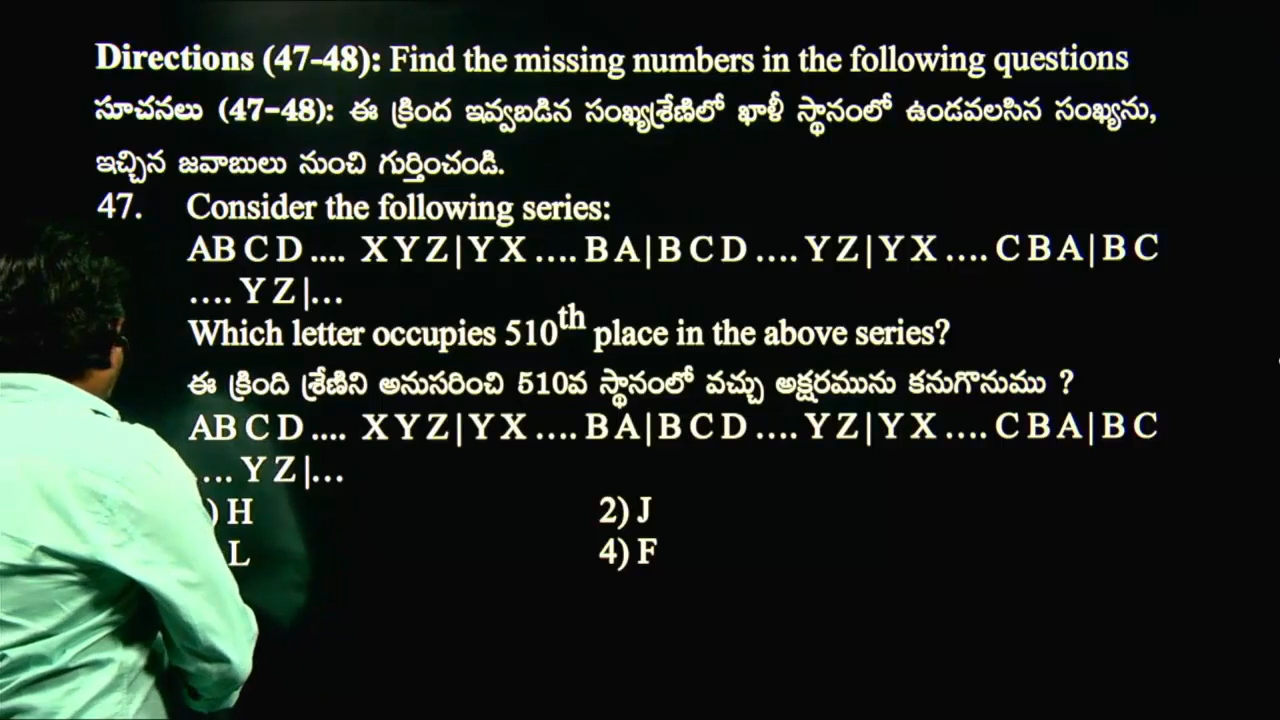 Directions (47-48): Find the missing numbers in the following questions
సూచనలు (47-48): ఈ క్రింద ఇవ్వబడిన సంఖ్యాశ్రేణిలో ఖాళీ స్థానంలో ఉండవలసిన సంఖ్యను,
ఇచ్చిన జవాబులు నుంచి గుర్తించండి.
47. Consider the following series:
AB C D .... X Y Z | Y X .... B A | B C D .... Y Z | Y X .... C B A | B C
.... Y Z |...
Which letter occupies 510th place in the above series?
ఈ క్రింది శ్రేణిని అనుసరించి 510వ స్థానంలో వచ్చు అక్షరమును కనుగొనుము ?
AB C D .... X Y Z | Y X .... B A | B C D .... Y Z | Y X .... C B A | B C
.... Y Z |...
) H 2) J
L 4) F